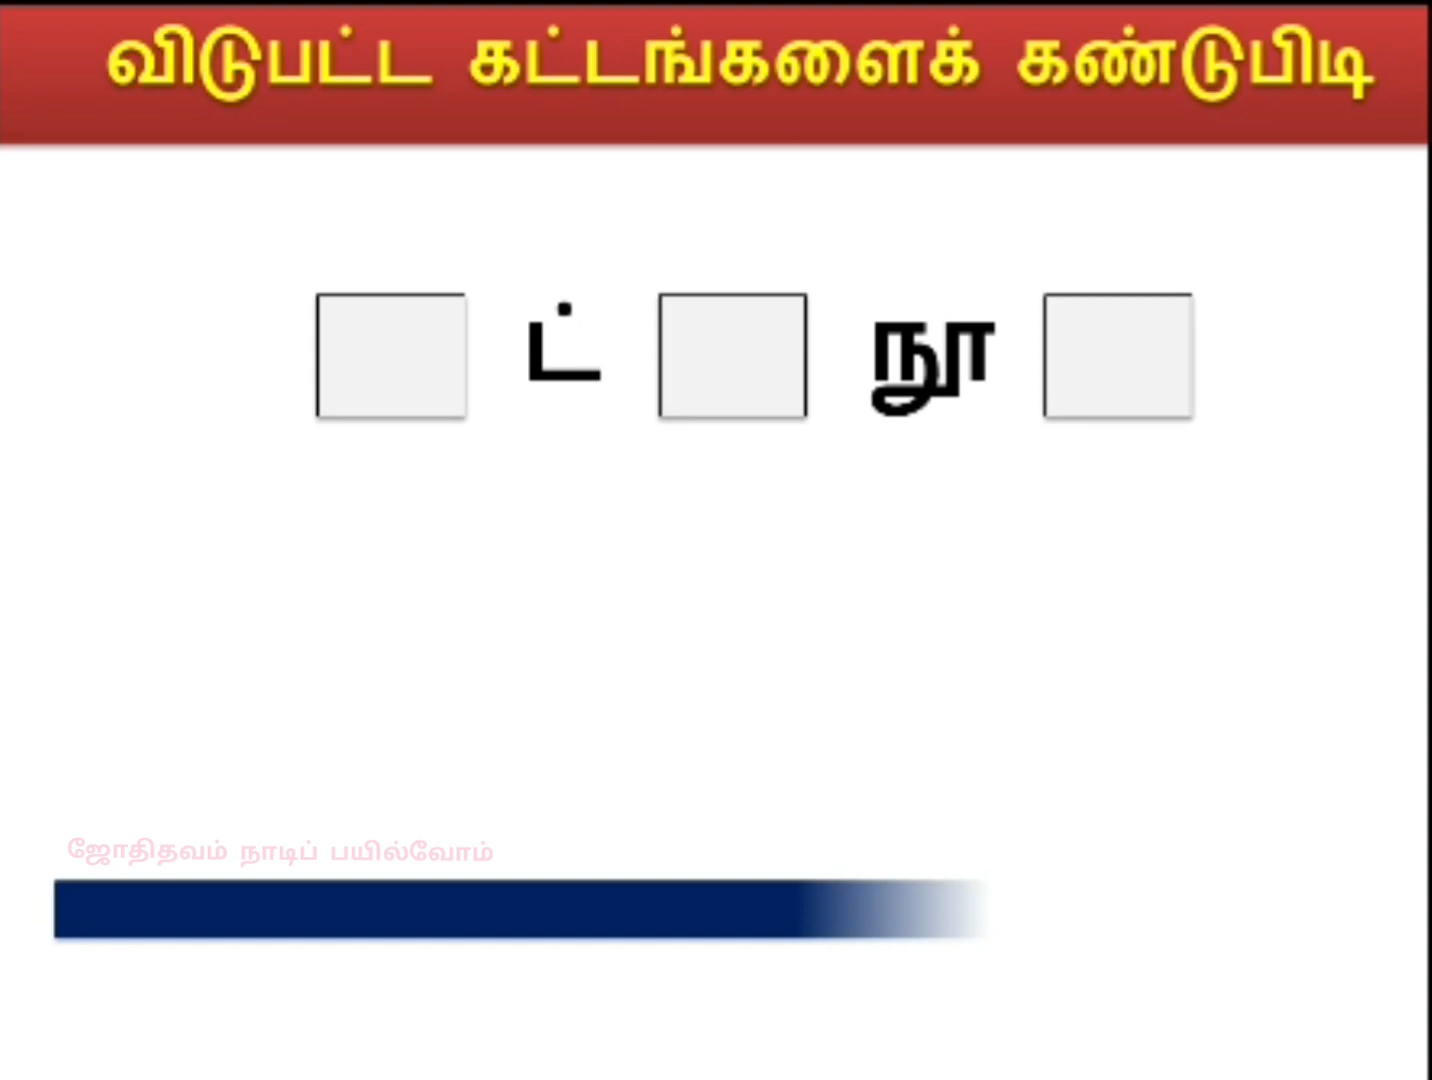 விடுபட்ட கட்டங்களைக் கண்டுபிடி
ட் நூ
ஜோதிதவம் நாடிப் பயில்வோம்